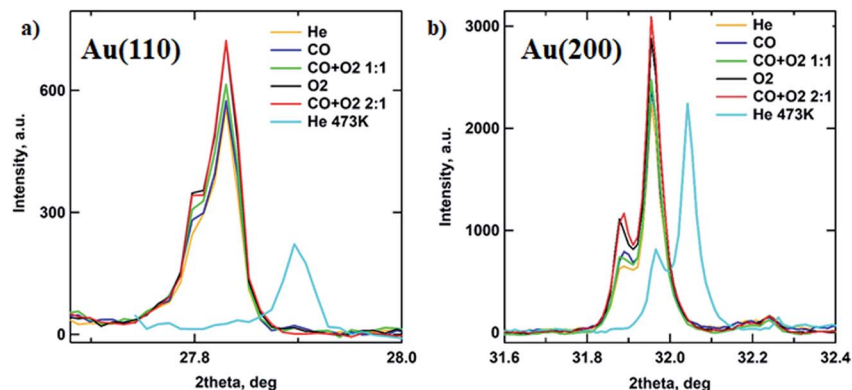 a)
Au(110)
He
CO
CO+O2 1:1
O2
CO+O2 2:1
He 473K
Intensity, a.u.
600
300
0
27.8
28.0
2theta, deg
b)
Au(200)
He
CO
CO+O2 1:1
O2
CO+O2 2:1
He 473K
Intensity, a.u.
3000
2000
1000
0
31.6
31.8
32.0
32.2
32.4
2theta, deg